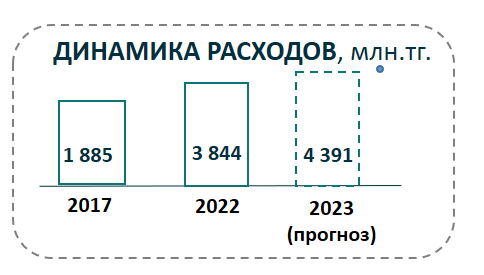 ДИНАМИКА РАСХОДОВ, млн.тг.
1 885 3 844 4 391
2017 2022 2023
(прогноз)